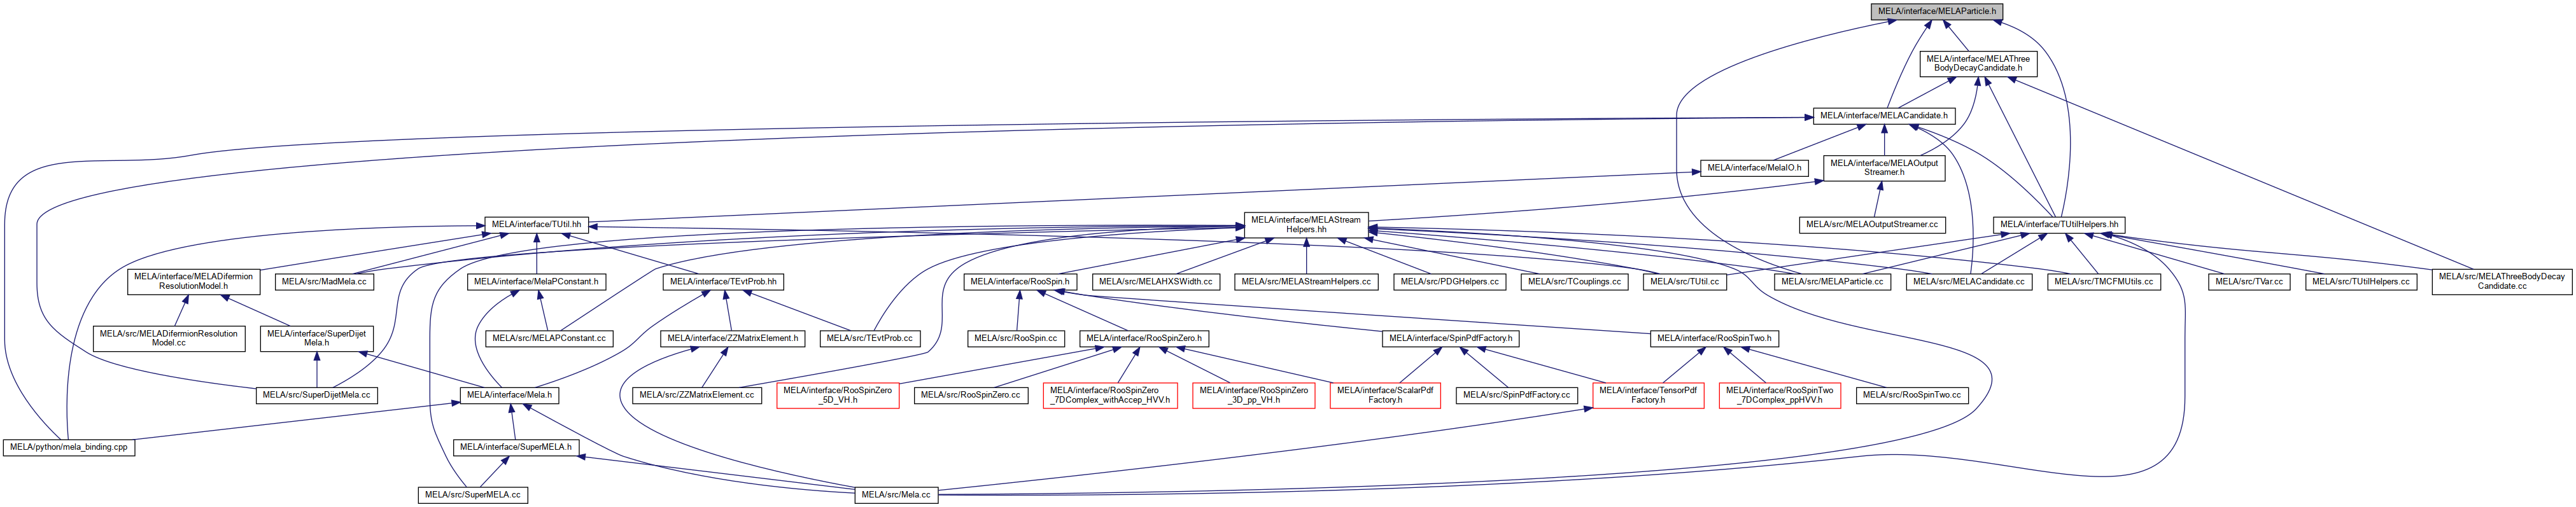 MELA/interface/MELAParticle.h
MELA/interface/MELAThree
BodyDecayCandidate.h
MELA/interface/MELACandidate.h
MELA/interface/MelaIO.h
MELA/interface/MELAOutput
Streamer.h
MELA/interface/TUtil.hh
MELA/interface/MELAStream
Helpers.hh
MELA/src/MELAOutputStreamer.cc
MELA/interface/TUtilHelpers.hh
MELA/interface/MELADifermion
ResolutionModel.h
MELA/src/MadMela.cc
MELA/interface/MelaPConstant.h
MELA/interface/TEvtProb.hh
MELA/interface/RooSpin.h
MELA/src/MELAHXSWidth.cc
MELA/src/MELAStreamHelpers.cc
MELA/src/PDGHelpers.cc
MELA/src/TCouplings.cc
MELA/src/TUtil.cc
MELA/src/MELAParticle.cc
MELA/src/MELACandidate.cc
MELA/src/TMCFMUtils.cc
MELA/src/TVar.cc
MELA/src/TUtilHelpers.cc
MELA/src/MELAThreeBodyDecay
Candidate.cc
MELA/src/MELADifermionResolution
Model.cc
MELA/interface/SuperDijet
Mela.h
MELA/src/MELAPConstant.cc
MELA/interface/ZZMatrixElement.h
MELA/src/TEvtProb.cc
MELA/src/RooSpin.cc
MELA/interface/RooSpinZero.h
MELA/interface/SpinPdfFactory.h
MELA/interface/RooSpinTwo.h
MELA/src/SuperDijetMela.cc
MELA/interface/Mela.h
MELA/src/ZZMatrixElement.cc
MELA/interface/RooSpinZero
_5D_VH.h
MELA/src/RooSpinZero.cc
MELA/interface/RooSpinZero
_7DComplex_withAccep_HVV.h
MELA/interface/RooSpinZero
_3D_pp_VH.h
MELA/interface/ScalarPdf
Factory.h
MELA/src/SpinPdfFactory.cc
MELA/interface/TensorPdf
Factory.h
MELA/interface/RooSpinTwo
_7DComplex_ppHVV.h
MELA/src/RooSpinTwo.cc
MELA/python/mela_binding.cpp
MELA/interface/SuperMELA.h
MELA/src/SuperMELA.cc
MELA/src/Mela.cc